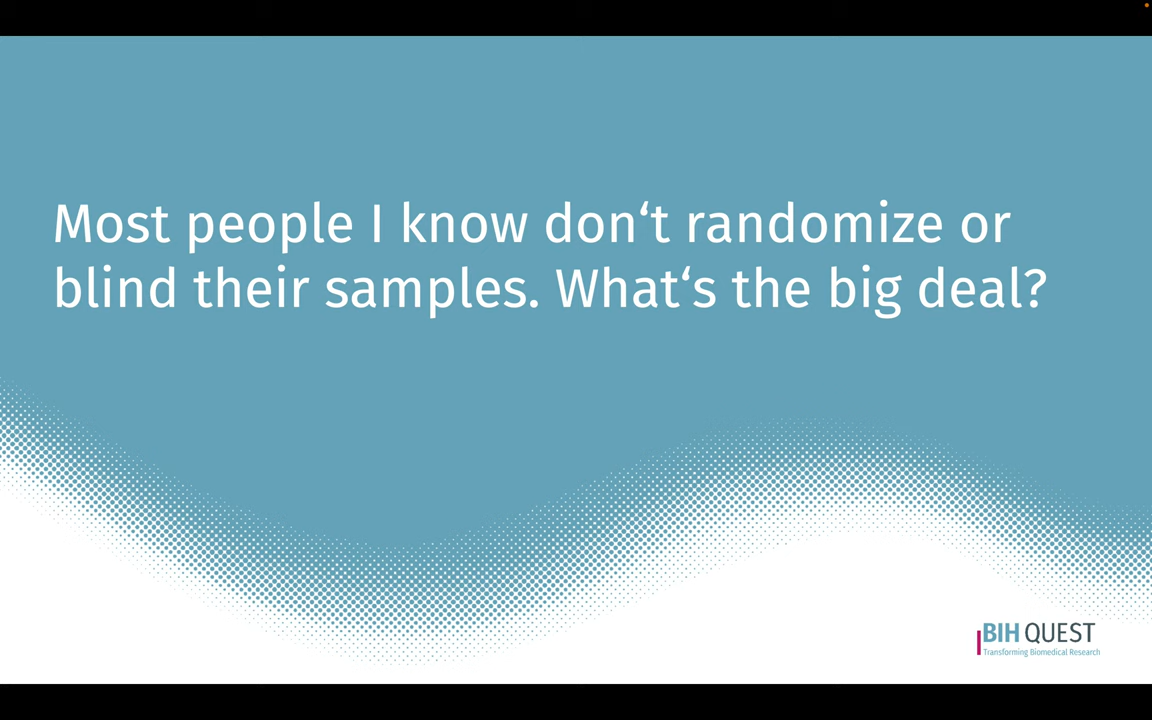 Most people I know don‘t randomize or
blind their samples. What‘s the big deal?
BIH QUEST
Transforming Biomedical Research